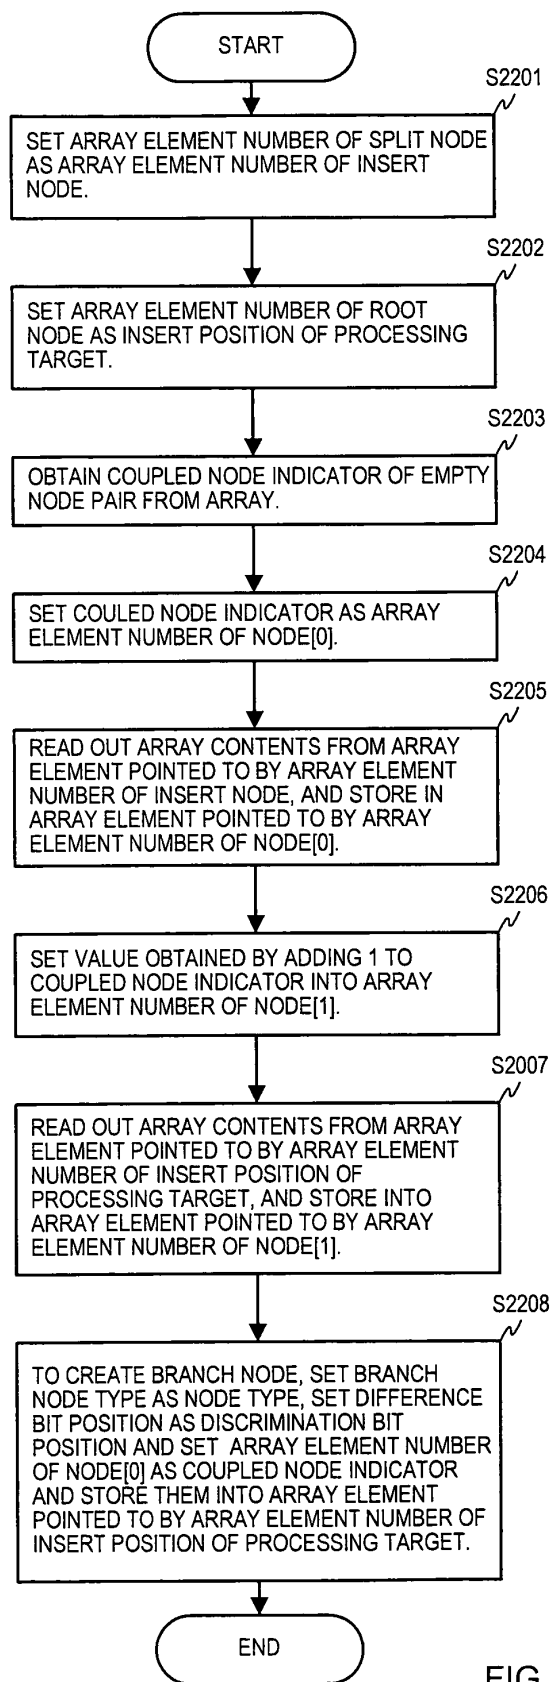 START
S2201
SET ARRAY ELEMENT NUMBER OF SPLIT NODE
AS ARRAY ELEMENT NUMBER OF INSERT
NODE.
S2202
SET ARRAY ELEMENT NUMBER OF ROOT
NODE AS INSERT POSITION OF PROCESSING
TARGET.
S2203
OBTAIN COUPLED NODE INDICATOR OF EMPTY
NODE PAIR FROM ARRAY.
S2204
SET COULED NODE INDICATOR AS ARRAY
ELEMENT NUMBER OF NODE[0].
S2205
READ OUT ARRAY CONTENTS FROM ARRAY
ELEMENT POINTED TO BY ARRAY ELEMENT
NUMBER OF INSERT NODE, AND STORE IN
ARRAY ELEMENT POINTED TO BY ARRAY
ELEMENT NUMBER OF NODE[0].
S2206
SET VALUE OBTAINED BY ADDING 1 TO
COUPLED NODE INDICATOR INTO ARRAY
ELEMENT NUMBER OF NODE[1].
S2007
READ OUT ARRAY CONTENTS FROM ARRAY
ELEMENT POINTED TO BY ARRAY ELEMENT
NUMBER OF INSERT POSITION OF
PROCESSING TARGET, AND STORE INTO
ARRAY ELEMENT POINTED TO BY ARRAY
ELEMENT NUMBER OF NODE[1].
S2208
TO CREATE BRANCH NODE, SET BRANCH
NODE TYPE AS NODE TYPE, SET DIFFERENCE
BIT POSITION AS DISCRIMINATION BIT
POSITION AND SET ARRAY ELEMENT NUMBER
OF NODE[0] AS COUPLED NODE INDICATOR
AND STORE THEM INTO ARRAY ELEMENT
POINTED TO BY ARRAY ELEMENT NUMBER OF
INSERT POSITION OF PROCESSING TARGET.
END